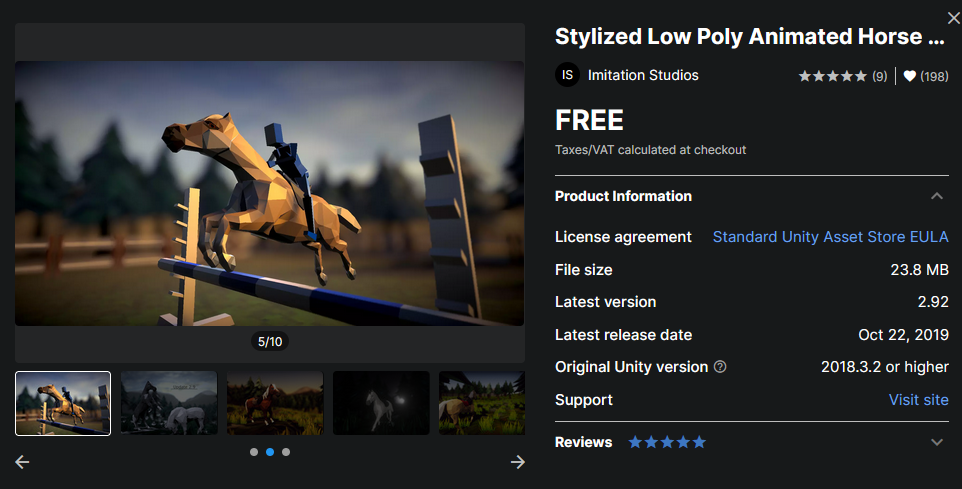 Stylized Low Poly Animated Horse ...
IS Imitation Studios (9) (198)
FREE
Taxes/VAT calculated at checkout
Product Information
License agreement Standard Unity Asset Store EULA
File size 23.8 MB
Latest version 2.92
Latest release date Oct 22, 2019
Original Unity version 2018.3.2 or higher
Support Visit site
Reviews
5/10